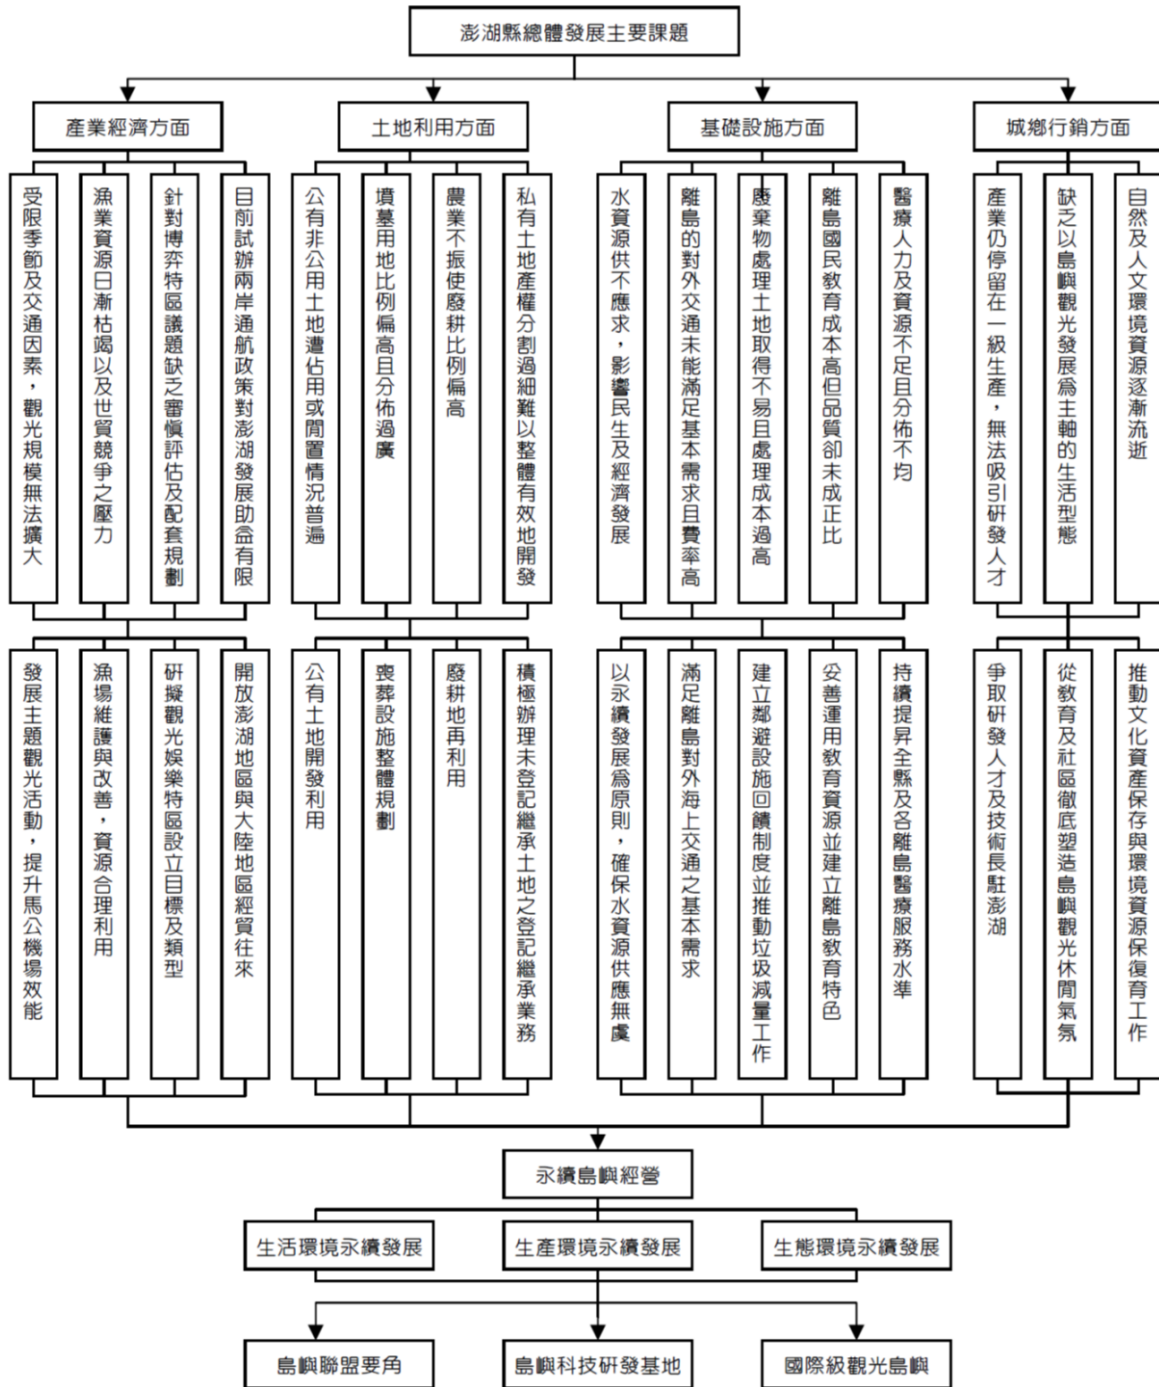 澎湖縣總體發展主要課題
產業經濟方面
土地利用方面
基礎設施方面
城鄉行銷方面
受限季節及交通因素，觀光規模無法擴大
漁業資源日漸枯竭以及世貿競爭之壓力
針對博弈特區議題缺乏審慎評估及配套規劃
目前試辦兩岸通航政策對澎湖發展助益有限
公有非公用土地遭佔用或閒置情況普遍
墳墓用地比例偏高且分佈過廣
農業不振使廢耕比例偏高
私有土地產權分割過細難以整體有效地開發
水資源供不應求，影響民生及經濟發展
離島的對外交通未能滿足基本需求且費率高
廢棄物處理土地取得不易且處理成本過高
離島國民教育成本高但品質卻未成正比
醫療人力及資源不足且分佈不均
產業仍停留在一級生產，無法吸引研發人才
缺乏以島嶼觀光發展為主軸的生活型態
自然及人文環境資源逐漸流逝
發展主題觀光活動，提升馬公機場效能
漁場維護與改善，資源合理利用
研擬觀光娛樂特區設立目標及類型
開放澎湖地區與大陸地區經貿往來
公有土地開發利用
喪葬設施整體規劃
廢耕地再利用
積極辦理未登記繼承土地之登記繼承業務
以永續發展為原則，確保水資源供應無虞
滿足離島對外海上交通之基本需求
建立鄰避設施回饋制度並推動垃圾減量工作
妥善運用教育資源並建立離島教育特色
持續提昇全縣及各離島醫療服務水準
爭取研發人才及技術長駐澎湖
從教育及社區徹底塑造島嶼觀光休閒氣氛
推動文化資產保存與環境資源保復育工作
永續島嶼經營
生活環境永續發展
生產環境永續發展
生態環境永續發展
島嶼聯盟要角
島嶼科技研發基地
國際級觀光島嶼